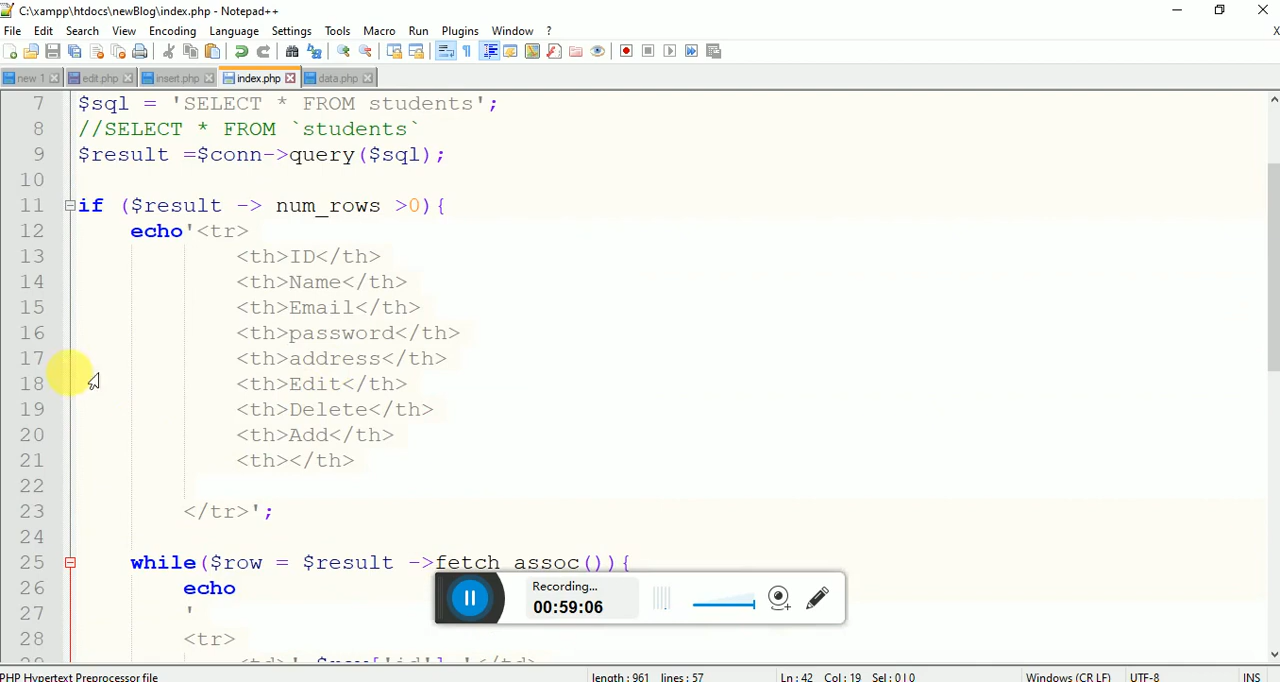 C:\xampp\htdocs\newBlog\index.php - Notepad++
File Edit Search View Encoding Language Settings Tools Macro Run Plugins Window ? X
new 1 edit.php insert.php index.php data.php
7 $sql = 'SELECT * FROM students';
8 //SELECT * FROM `students`
9 $result =$conn->query($sql);
10
11 if ($result -> num_rows >0){
12 echo'<tr>
13 <th>ID</th>
14 <th>Name</th>
15 <th>Email</th>
16 <th>password</th>
17 <th>address</th>
18 <th>Edit</th>
19 <th>Delete</th>
20 <th>Add</th>
21 <th></th>
22
23 </tr>';
24
25 while($row = $result ->fetch_assoc()){
26 echo
27 '
28 <tr>
29 <td>'.$row['id'].'</td>
Recording...
00:59:06
PHP Hypertext Preprocessor file length : 961 lines : 57 Ln : 42 Col : 19 Sel : 0 | 0 Windows (CR LF) UTF-8 INS